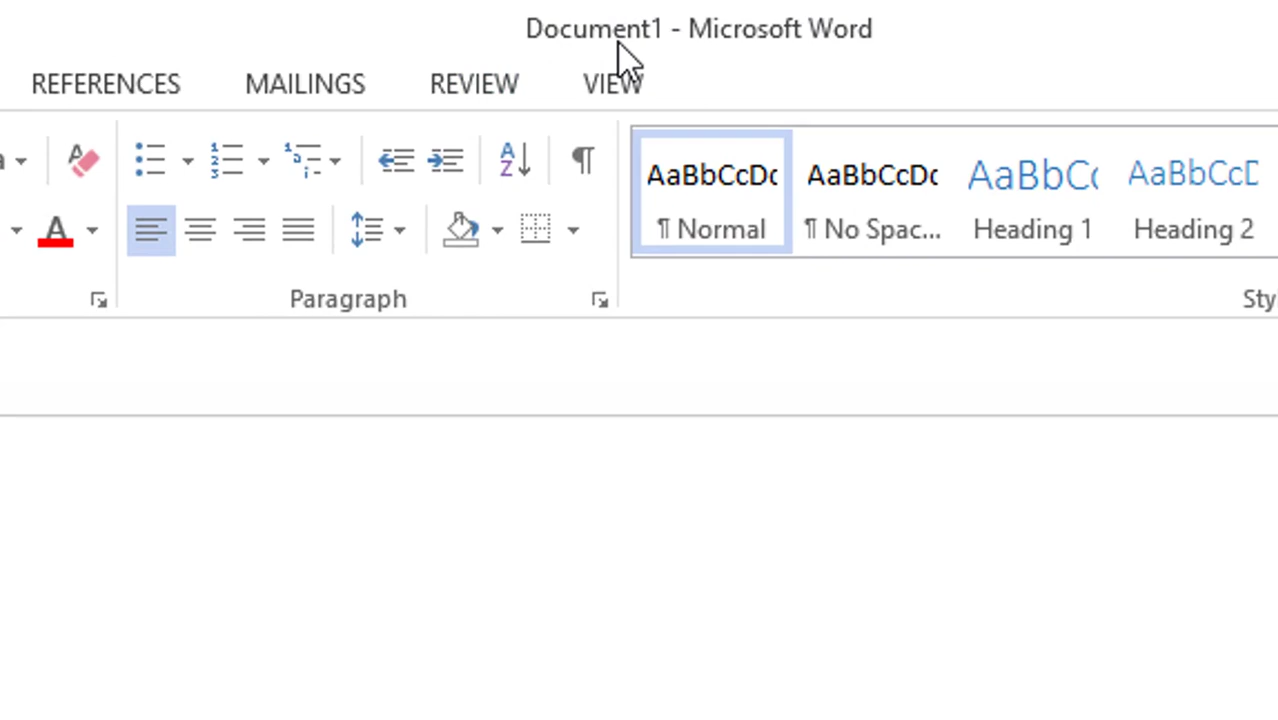 Document1 - Microsoft Word
REFERENCES MAILINGS REVIEW VIEW
AaBbCcDc AaBbCcDc AaBbCc AaBbCcD
¶ Normal ¶ No Spac... Heading 1 Heading 2
Paragraph